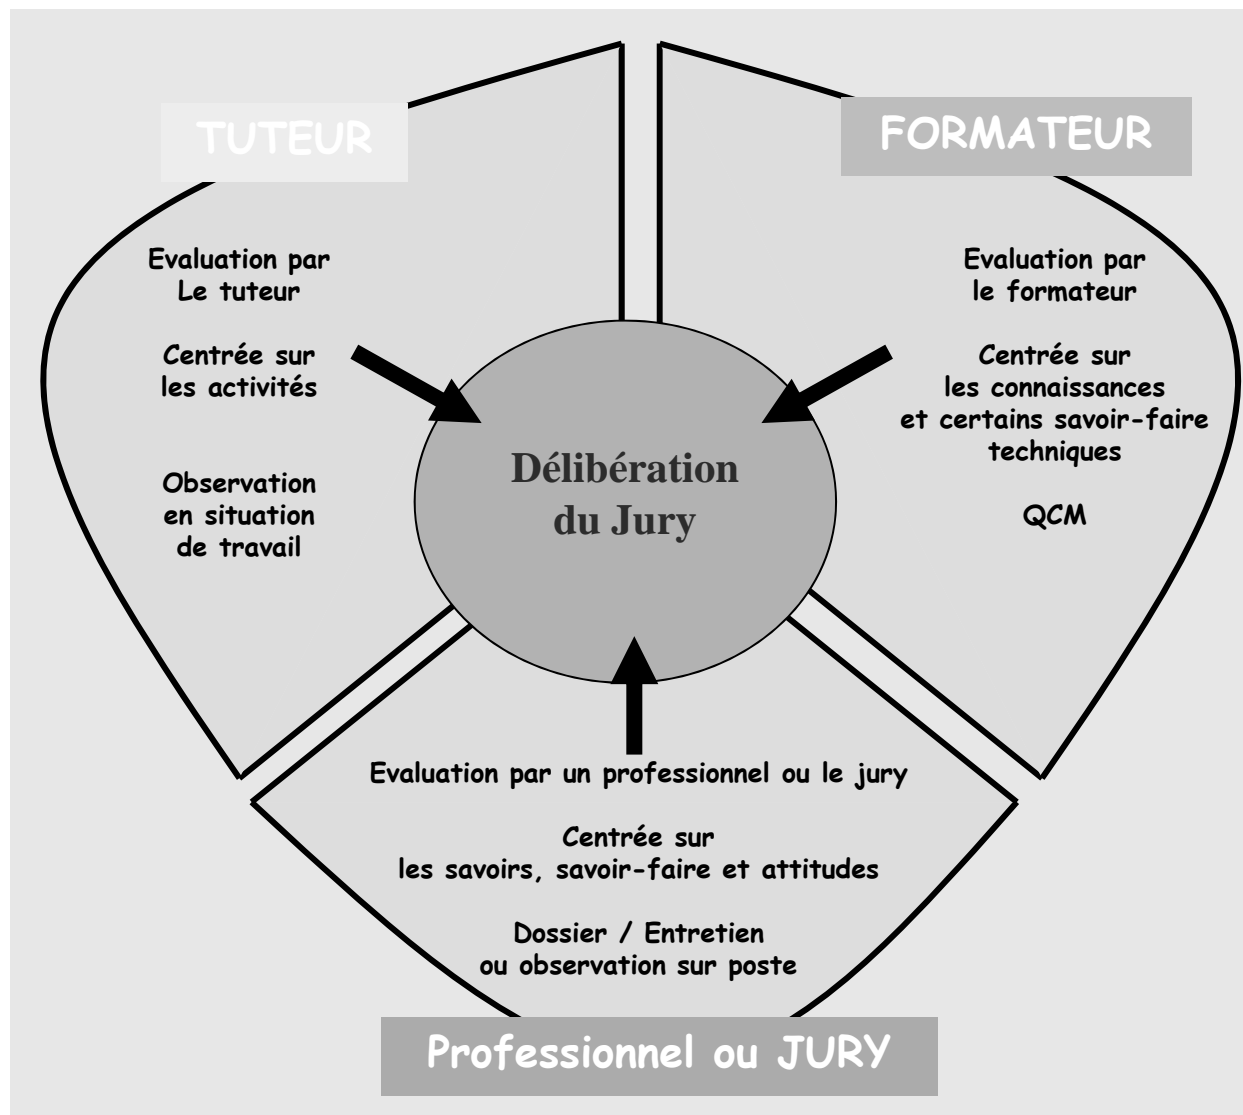 TUTEUR
Evaluation par
Le tuteur
Centrée sur
les activités
Observation
en situation
de travail
FORMATEUR
Evaluation par
le formateur
Centrée sur
les connaissances
et certains savoir-faire
techniques
QCM
Délibération
du Jury
Evaluation par un professionnel ou le jury
Centrée sur
les savoirs, savoir-faire et attitudes
Dossier / Entretien
ou observation sur poste
Professionnel ou JURY